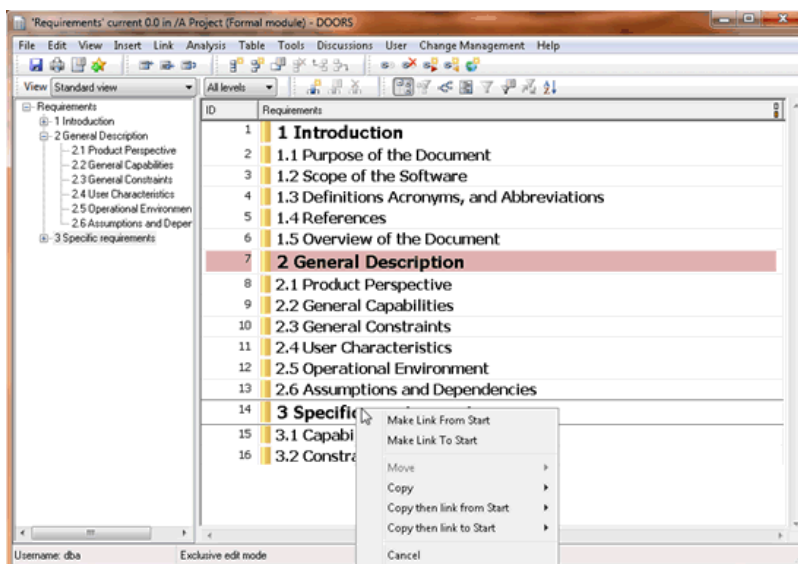 'Requirements' current 0.0 in /A Project (Formal module) - DOORS
File Edit View Insert Link Analysis Table Tools Discussions User Change Management Help
View Standard view All levels
Requirements
1 Introduction
2 General Description
2.1 Product Perspective
2.2 General Capabilities
2.3 General Constraints
2.4 User Characteristics
2.5 Operational Environmen
2.6 Assumptions and Deper
3 Specific requirements
ID Requirements
1 1 Introduction
2 1.1 Purpose of the Document
3 1.2 Scope of the Software
4 1.3 Definitions Acronyms, and Abbreviations
5 1.4 References
6 1.5 Overview of the Document
7 2 General Description
8 2.1 Product Perspective
9 2.2 General Capabilities
10 2.3 General Constraints
11 2.4 User Characteristics
12 2.5 Operational Environment
13 2.6 Assumptions and Dependencies
14 3 Specific
15 3.1 Capabi
16 3.2 Constra
Make Link From Start
Make Link To Start
Move
Copy
Copy then link from Start
Copy then link to Start
Cancel
Username: dba Exclusive edit mode